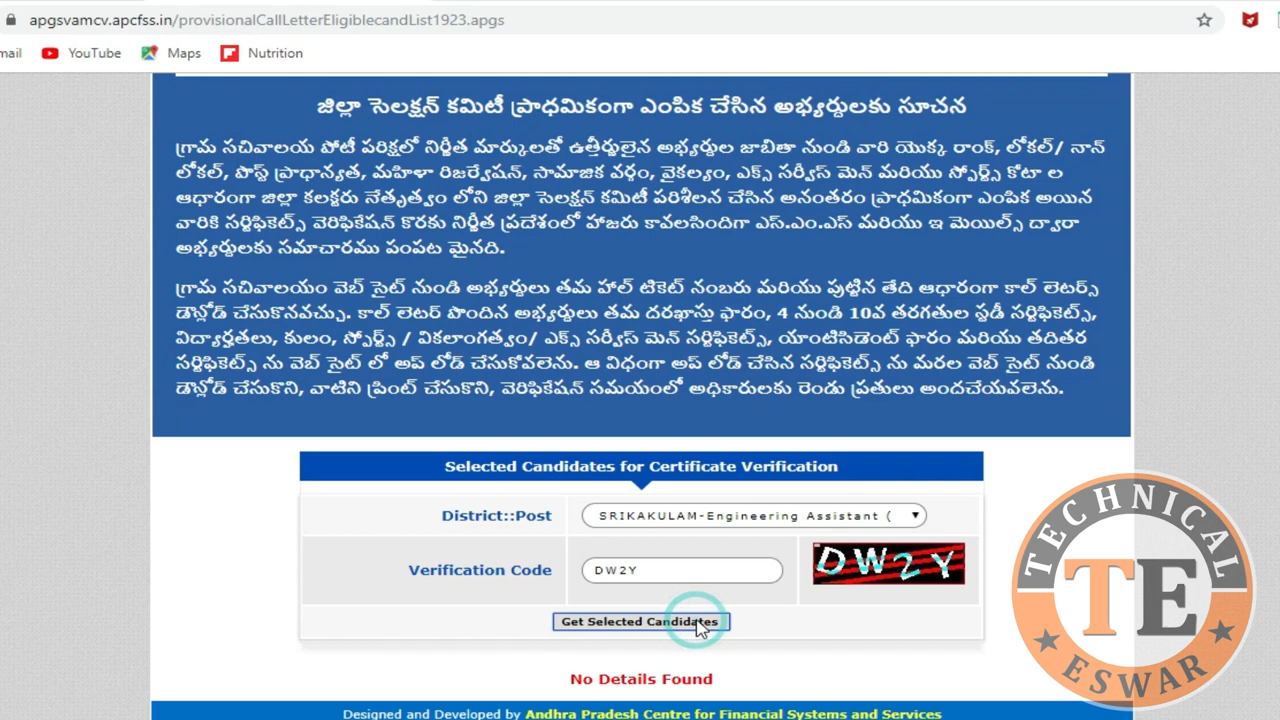 apgsvamcv.apcfss.in/provisionalCallLetterEligiblecandList1923.apgs
mail YouTube Maps Nutrition
జిల్లా సెలక్షన్ కమిటీ ప్రాధమికంగా ఎంపిక చేసిన అభ్యర్దులకు సూచన
గ్రామ సచివాలయ పోటీ పరిక్షలో నిర్ణీత మార్కులతో ఉత్తీర్ణులైన అభ్యర్దుల జాబితా నుండి వారి యొక్క రాంక్, లోకల్/ నాన్
లోకల్, పొస్ట్ ప్రాధాన్యత, మహిళా రిజర్వేషన్, సామాజిక వర్గం, వైకల్యం, ఎక్స్ సర్వీస్ మెన్ మరియు స్పోర్ట్స్ కోటా ల
ఆధారంగా జిల్లా కలక్టరు నేతృత్వం లోని జిల్లా సెలక్షన్ కమిటీ పరిశీలన చేసిన అనంతరం ప్రాధమికంగా ఎంపిక అయిన
వారికి సర్టిఫికెట్స్ వెరిఫికేషన్ కొరకు నిర్ణీత ప్రదేశంలో హాజరు కావలసిందిగా ఎస్.ఎం.ఎస్ మరియు ఇ మెయిల్స్ ద్వారా
అభ్యర్దులకు సమాచారము పంపట మైనది.
గ్రామ సచివాలయం వెబ్ సైట్ నుండి అభ్యర్దులు తమ హాల్ టికెట్ నంబరు మరియు పుట్టిన తేది ఆధారంగా కాల్ లెటర్స్
డౌన్లోడ్ చేసుకొనవచ్చు. కాల్ లెటర్ పొందిన అభ్యర్దులు తమ దరఖాస్తు ఫారం, 4 నుండి 10వ తరగతుల స్టడీ సర్టిఫికెట్స్,
విద్యార్హతలు, కులం, స్పోర్ట్స్ / వికలాంగత్వం/ ఎక్స్ సర్వీస్ మెన్ సర్టిఫికెట్స్, యాంటిసిడెంట్ ఫారం మరియు తదితర
సర్టిఫికెట్స్ ను వెబ్ సైట్ లో అప్ లోడ్ చేసుకోవలెను. ఆ విధంగా అప్ లోడ్ చేసిన సర్టిఫికెట్స్ ను మరల వెబ్ సైట్ నుండి
డౌన్లోడ్ చేసుకొని, వాటిని ప్రింట్ చేసుకొని, వెరిఫికేషన్ సమయంలో అధికారులకు రెండు ప్రతులు అందచేయవలెను.
Selected Candidates for Certificate Verification
District::Post SRIKAKULAM-Engineering Assistant (
Verification Code DW2Y DW2Y
Get Selected Candidates
No Details Found
Designed and Developed by Andhra Pradesh Centre for Financial Systems and Services
TECHNICAL
TE
ESWAR